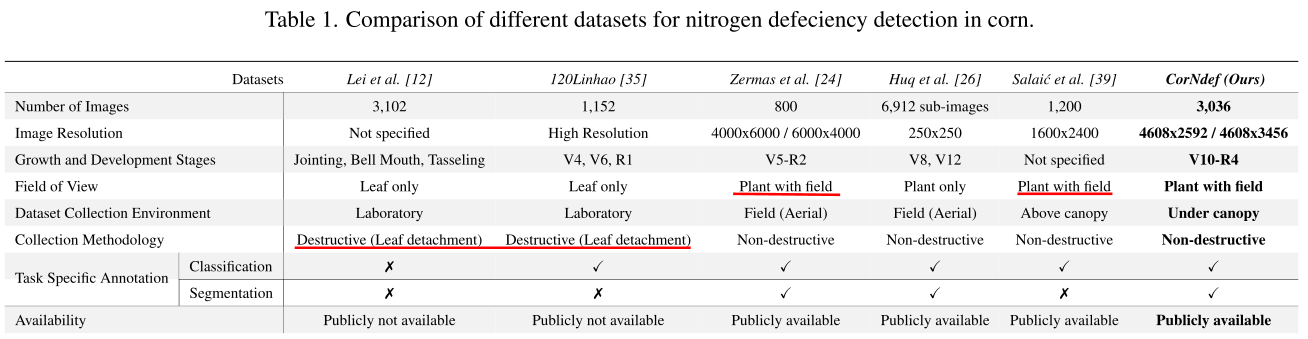 Table 1. Comparison of different datasets for nitrogen defeciency detection in corn.
Datasets Lei et al. [12] 120Linhao [35] Zermas et al. [24] Huq et al. [26] Salaić et al. [39] CorNdef (Ours)
Number of Images 3,102 1,152 800 6,912 sub-images 1,200 3,036
Image Resolution Not specified High Resolution 4000x6000 / 6000x4000 250x250 1600x2400 4608x2592 / 4608x3456
Growth and Development Stages Jointing, Bell Mouth, Tasseling V4, V6, R1 V5-R2 V8, V12 Not specified V10-R4
Field of View Leaf only Leaf only Plant with field Plant only Plant with field Plant with field
Dataset Collection Environment Laboratory Laboratory Field (Aerial) Field (Aerial) Above canopy Under canopy
Collection Methodology Destructive (Leaf detachment) Destructive (Leaf detachment) Non-destructive Non-destructive Non-destructive Non-destructive
Task Specific Annotation Classification ✗ ✓ ✓ ✓ ✓ ✓
Segmentation ✗ ✗ ✓ ✓ ✗ ✓
Availability Publicly not available Publicly not available Publicly available Publicly available Publicly available Publicly available